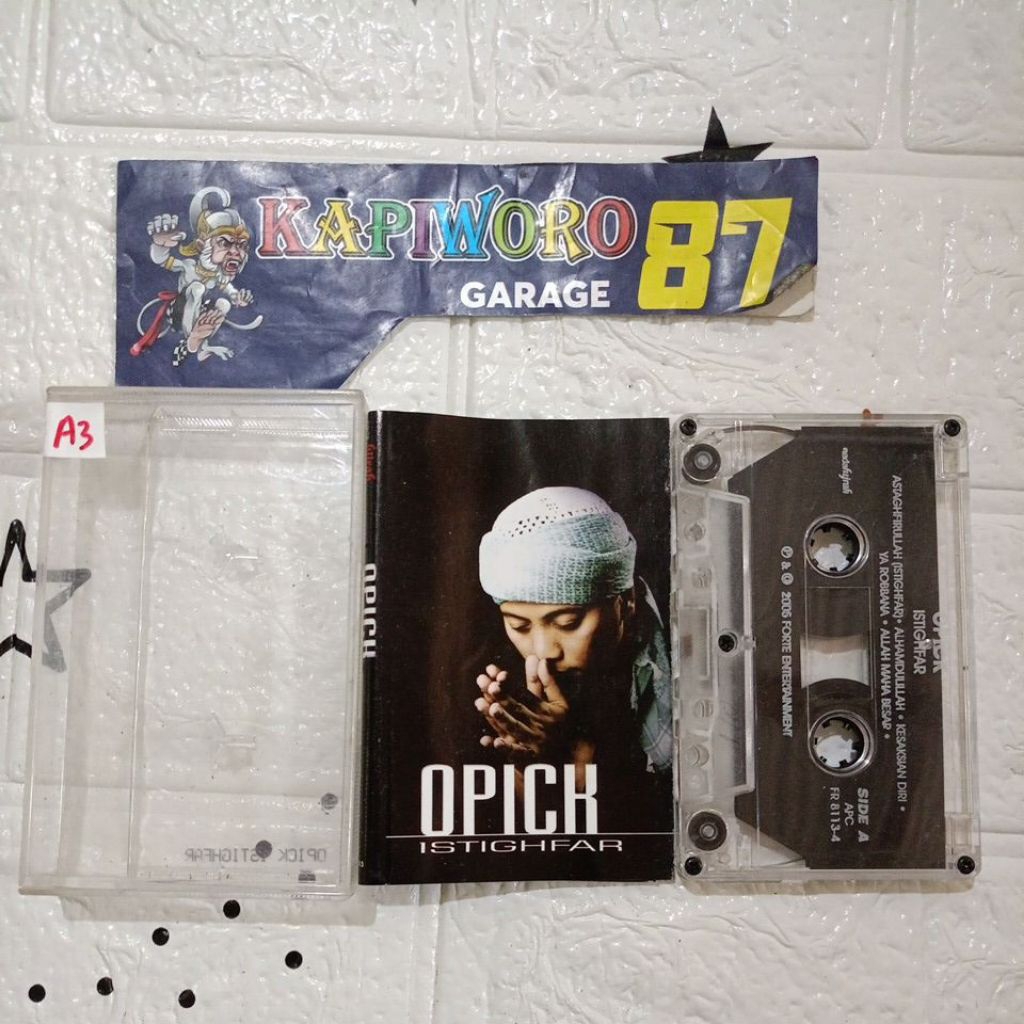 KAPIWORO 87
GARAGE
A3
OPICK ISTIGHFAR
OPICK
OPICK
ISTIGHFAR
OPICK
ISTIGHFAR
ASTAGHFIRULLAH (ISTIGHFAR) • ALHAMDULILLAH • KESAKSIAN DIRI •
YA ROBBANA • ALLAH MAHA BESAR •
℗ & © 2005 FORTE ENTERTAINMENT
SIDE A
APC
FR 8113-4